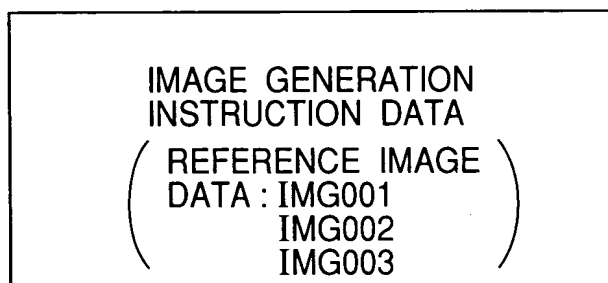 IMAGE GENERATION
INSTRUCTION DATA
( REFERENCE IMAGE
DATA : IMG001
IMG002
IMG003 )